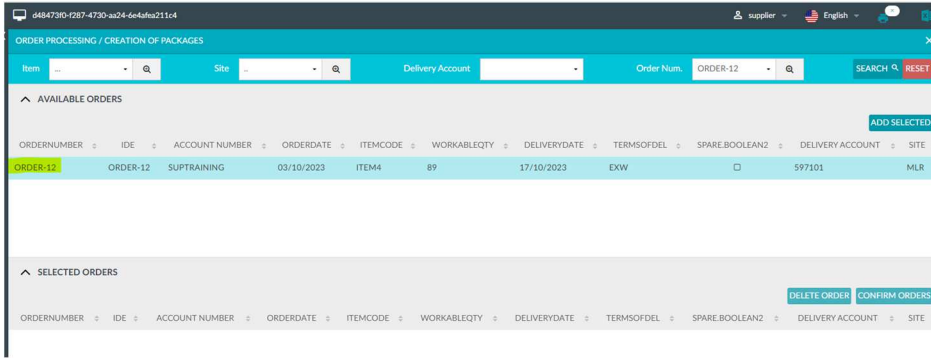 d48473f0-f287-4730-aa24-6e4afea211c4 supplier English
ORDER PROCESSING / CREATION OF PACKAGES
Item ... Site .. Delivery Account Order Num. ORDER-12 SEARCH RESET
AVAILABLE ORDERS
ADD SELECTED
ORDERNUMBER IDE ACCOUNT NUMBER ORDERDATE ITEMCODE WORKABLEQTY DELIVERYDATE TERMSOFDEL SPARE.BOOLEAN2 DELIVERY ACCOUNT SITE
ORDER-12 ORDER-12 SUPTRAINING 03/10/2023 ITEM4 89 17/10/2023 EXW 597101 MLR
SELECTED ORDERS
DELETE ORDER CONFIRM ORDERS
ORDERNUMBER IDE ACCOUNT NUMBER ORDERDATE ITEMCODE WORKABLEQTY DELIVERYDATE TERMSOFDEL SPARE.BOOLEAN2 DELIVERY ACCOUNT SITE